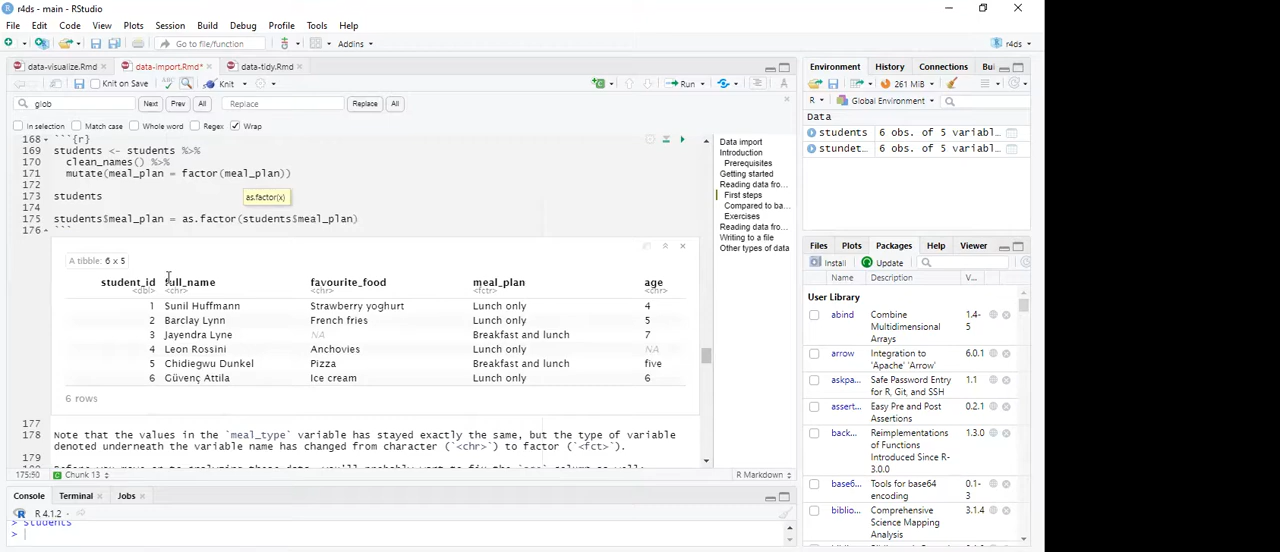 r4ds - main - RStudio
File Edit Code View Plots Session Build Debug Profile Tools Help
Go to file/function Addins r4ds
data-visualize.Rmd data-import.Rmd* data-tidy.Rmd
Knit on Save Knit Run
glob Next Prev All Replace Replace All
In selection Match case Whole word Regex Wrap
168 ```{r}
169 students <- students %>%
170 clean_names() %>%
171 mutate(meal_plan = factor(meal_plan))
172
173 students
as.factor(x)
175 students$meal_plan = as.factor(students$meal_plan)
176 ```
A tibble: 6 x 5
student_id full_name favourite_food meal_plan age
<dbl> <chr> <chr> <fctr> <chr>
1 Sunil Huffmann Strawberry yoghurt Lunch only 4
2 Barclay Lynn French fries Lunch only 5
3 Jayendra Lyne NA Breakfast and lunch 7
4 Leon Rossini Anchovies Lunch only NA
5 Chidiegwu Dunkel Pizza Breakfast and lunch five
6 Güvenç Attila Ice cream Lunch only 6
6 rows
177
178 Note that the values in the `meal_type` variable has stayed exactly the same, but the type of variable
denoted underneath the variable name has changed from character (`<chr>`) to factor (`<fct>`).
179
175:50 Chunk 13 R Markdown
Data import
Introduction
Prerequisites
Getting started
Reading data fro...
First steps
Compared to ba...
Exercises
Reading data fro...
Writing to a file
Other types of data
Console Terminal Jobs
R 4.1.2
> students
>
Environment History Connections Bui
261 MiB
R Global Environment
Data
students 6 obs. of 5 variabl...
stundet... 6 obs. of 5 variabl...
Files Plots Packages Help Viewer
Install Update
Name Description V...
User Library
abind Combine Multidimensional Arrays 1.4-5
arrow Integration to 'Apache' 'Arrow' 6.0.1
askpa... Safe Password Entry for R, Git, and SSH 1.1
assert... Easy Pre and Post Assertions 0.2.1
back... Reimplementations of Functions Introduced Since R-3.0.0 1.3.0
base6... Tools for base64 encoding 0.1-3
biblio... Comprehensive Science Mapping Analysis 3.1.4